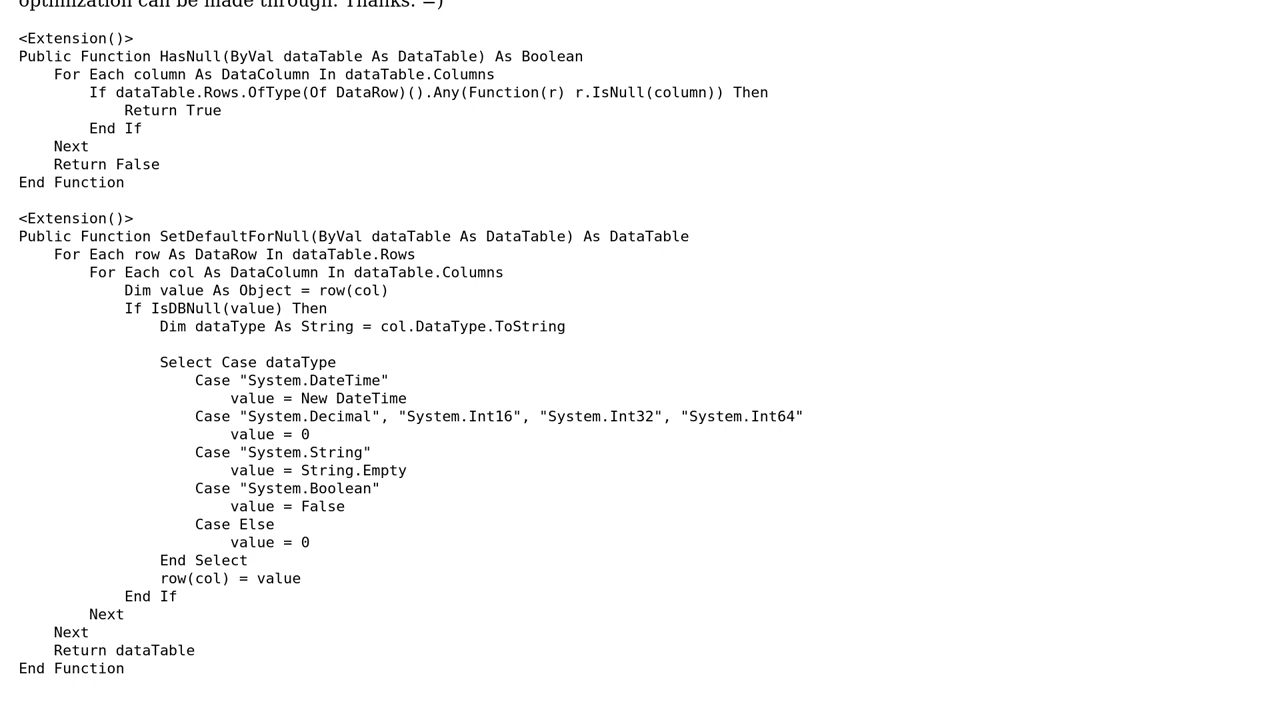 optimization can be made through. Thanks. =)
<Extension()>
Public Function HasNull(ByVal dataTable As DataTable) As Boolean
    For Each column As DataColumn In dataTable.Columns
        If dataTable.Rows.OfType(Of DataRow)().Any(Function(r) r.IsNull(column)) Then
            Return True
        End If
    Next
    Return False
End Function

<Extension()>
Public Function SetDefaultForNull(ByVal dataTable As DataTable) As DataTable
    For Each row As DataRow In dataTable.Rows
        For Each col As DataColumn In dataTable.Columns
            Dim value As Object = row(col)
            If IsDBNull(value) Then
                Dim dataType As String = col.DataType.ToString

                Select Case dataType
                    Case "System.DateTime"
                        value = New DateTime
                    Case "System.Decimal", "System.Int16", "System.Int32", "System.Int64"
                        value = 0
                    Case "System.String"
                        value = String.Empty
                    Case "System.Boolean"
                        value = False
                    Case Else
                        value = 0
                End Select
                row(col) = value
            End If
        Next
    Next
    Return dataTable
End Function